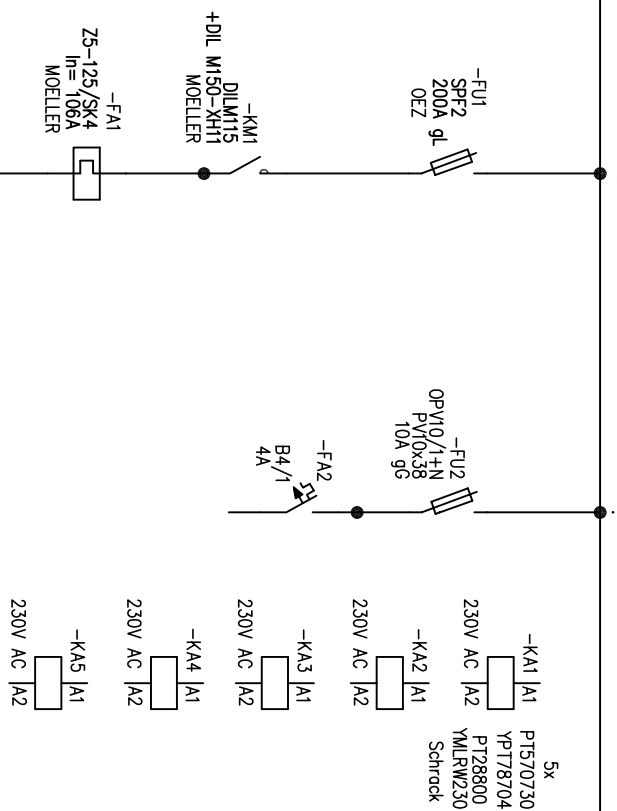 -FU1
SPF2
200A gL
OEZ
-KM1
DILM115
+DIL M150-XH11
MOELLER
-FA1
Z5-125/SK4
In= 106A
MOELLER
-FU2
OPV10/1+N
PV10x38
10A gG
-FA2
B4/1
4A
-KA1
A1
230V AC
A2
5x
PT570730
YPT78704
PT28800
YMLRW230
Schrack
-KA2
A1
230V AC
A2
-KA3
A1
230V AC
A2
-KA4
A1
230V AC
A2
-KA5
A1
230V AC
A2